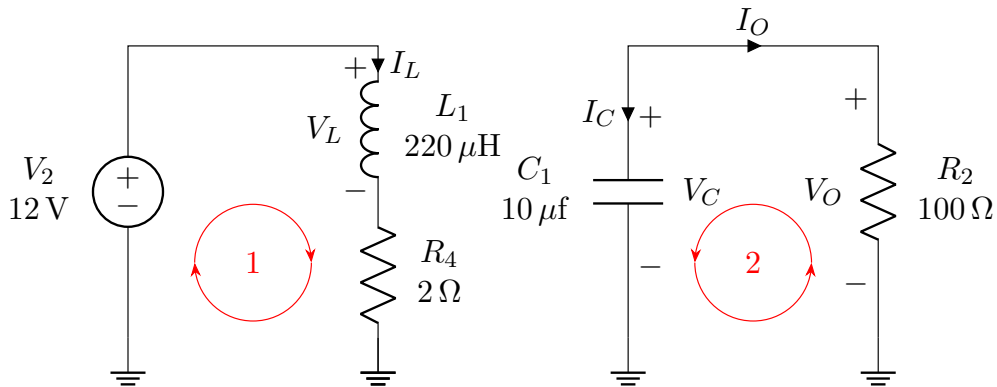 I_O
+ I_L
+
I_C +
L_1
220 μH
V_L
V_2
12 V
+
−
−
C_1
10 μf
V_C
V_O
R_2
100 Ω
1
R_4
2 Ω
2
−
−